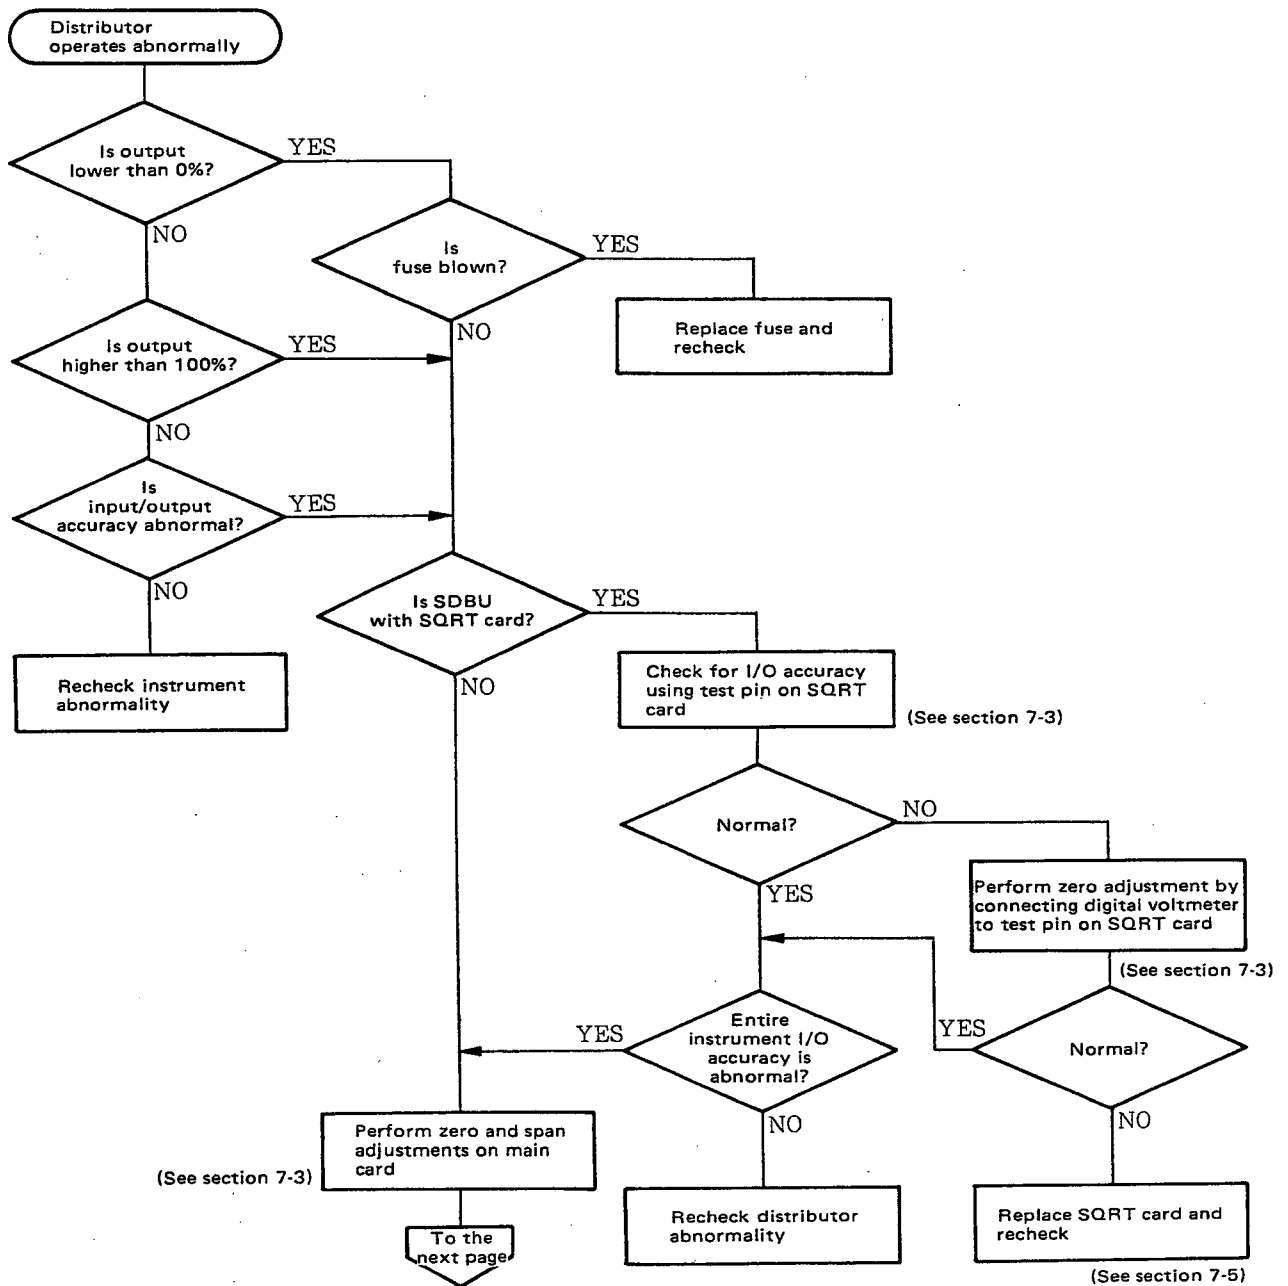 Distributor
operates abnormally
Is output
lower than 0%?
YES
NO
Is
fuse blown?
YES
NO
Replace fuse and
recheck
Is output
higher than 100%?
YES
NO
Is
input/output
accuracy abnormal?
YES
NO
Recheck instrument
abnormality
Is SDBU
with SQRT card?
YES
NO
Check for I/O accuracy
using test pin on SQRT
card
(See section 7-3)
Normal?
NO
YES
Perform zero adjustment by
connecting digital voltmeter
to test pin on SQRT card
(See section 7-3)
Normal?
YES
NO
Entire
instrument I/O
accuracy is
abnormal?
YES
NO
Perform zero and span
adjustments on main
card
(See section 7-3)
To the
next page
Recheck distributor
abnormality
Replace SQRT card and
recheck
(See section 7-5)